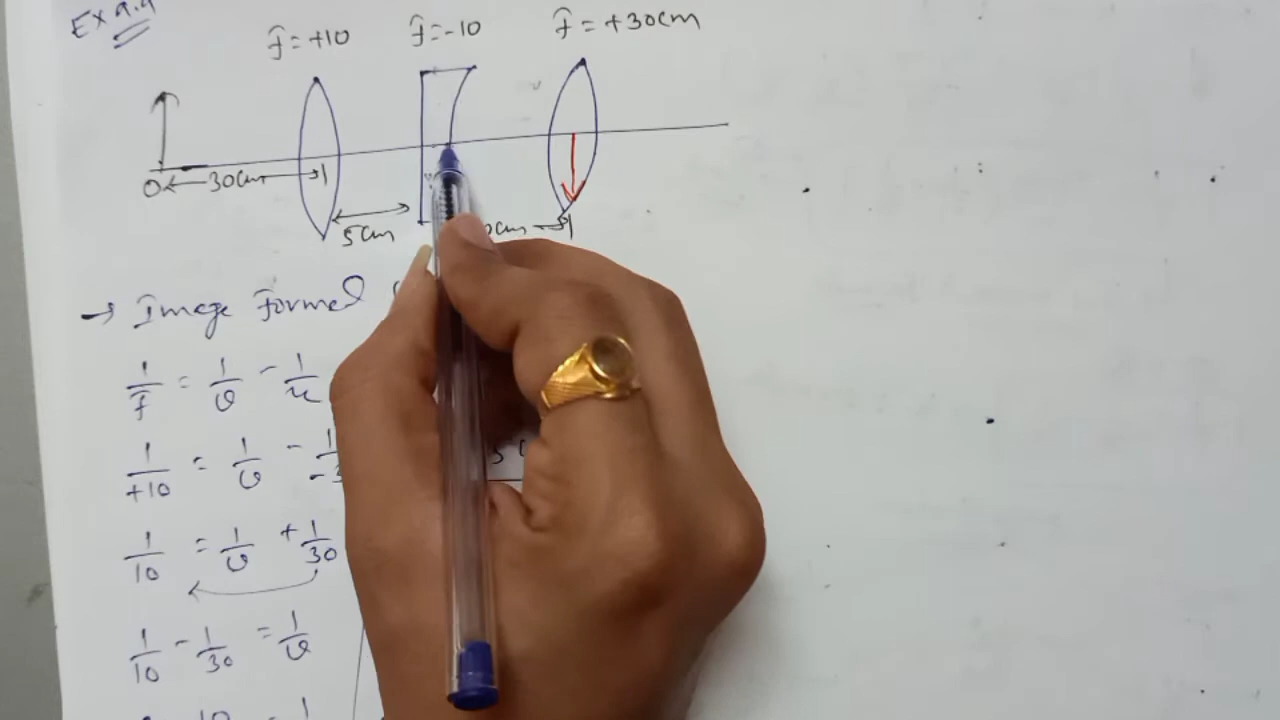 Ex 9.9
f=+10 f=-10 f=+30cm
O 30cm
5cm cm
→ Image Formed
1/f = 1/v - 1/u
1/+10 = 1/v - 1/-3
1/10 = 1/v + 1/30
1/10 - 1/30 = 1/v